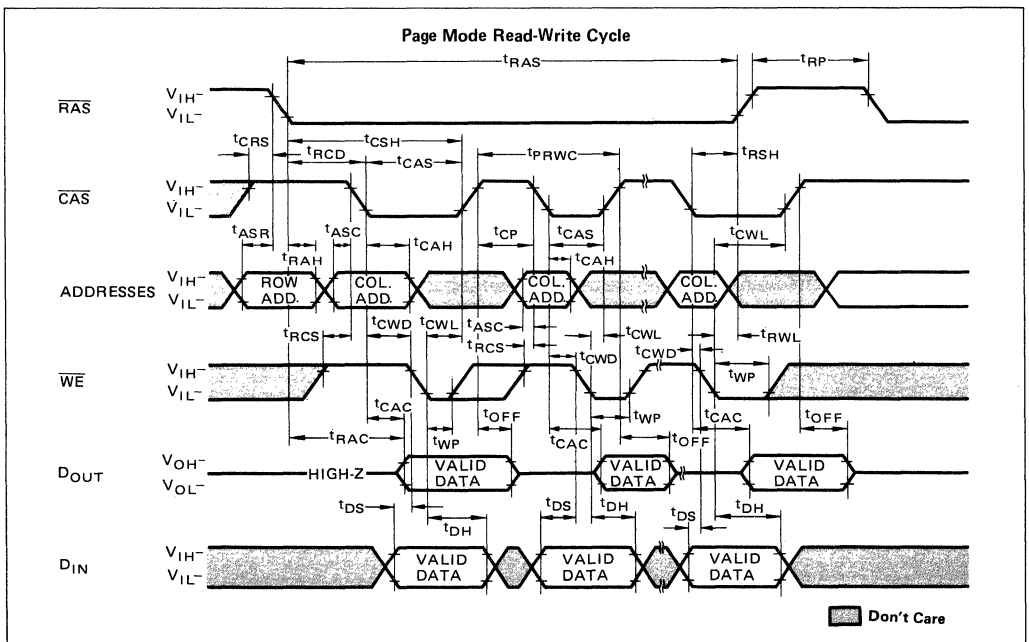 Page Mode Read-Write Cycle
tRAS
tRP
RAS
VIH-
VIL-
tCRS
tRCD
tCSH
tCAS
tPRWC
tRSH
CAS
VIH-
VIL-
tASR
tRAH
tASC
tCAH
tCP
tCAS
tCAH
tCWL
ADDRESSES
VIH-
VIL-
ROW ADD.
COL. ADD.
COL. ADD.
COL. ADD.
tRCS
tCWD
tCWL
tASC
tRCS
tCWD
tCWL
tCWD
tRWL
WE
VIH-
VIL-
tWP
tCAC
tRAC
tWP
tOFF
tCAC
tWP
tOFF
tCAC
tOFF
DOUT
VOH-
VOL-
HIGH-Z
VALID DATA
VALID DATA
VALID DATA
tDS
tDH
tDS
tDH
tDS
tDH
DIN
VIH-
VIL-
VALID DATA
VALID DATA
VALID DATA
Don't Care